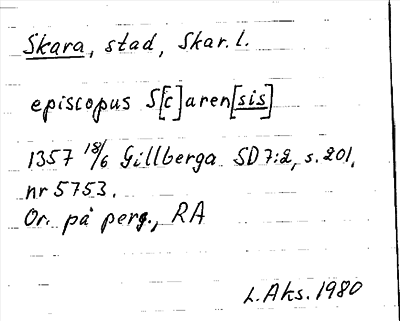 Skara, stad, Skar. l.
episcopus S[c]aren[sis]
1357 18/6 Gillberga SD 7:2, s. 201,
nr 5753.
Or. på perg., RA
L. Aks. 1980